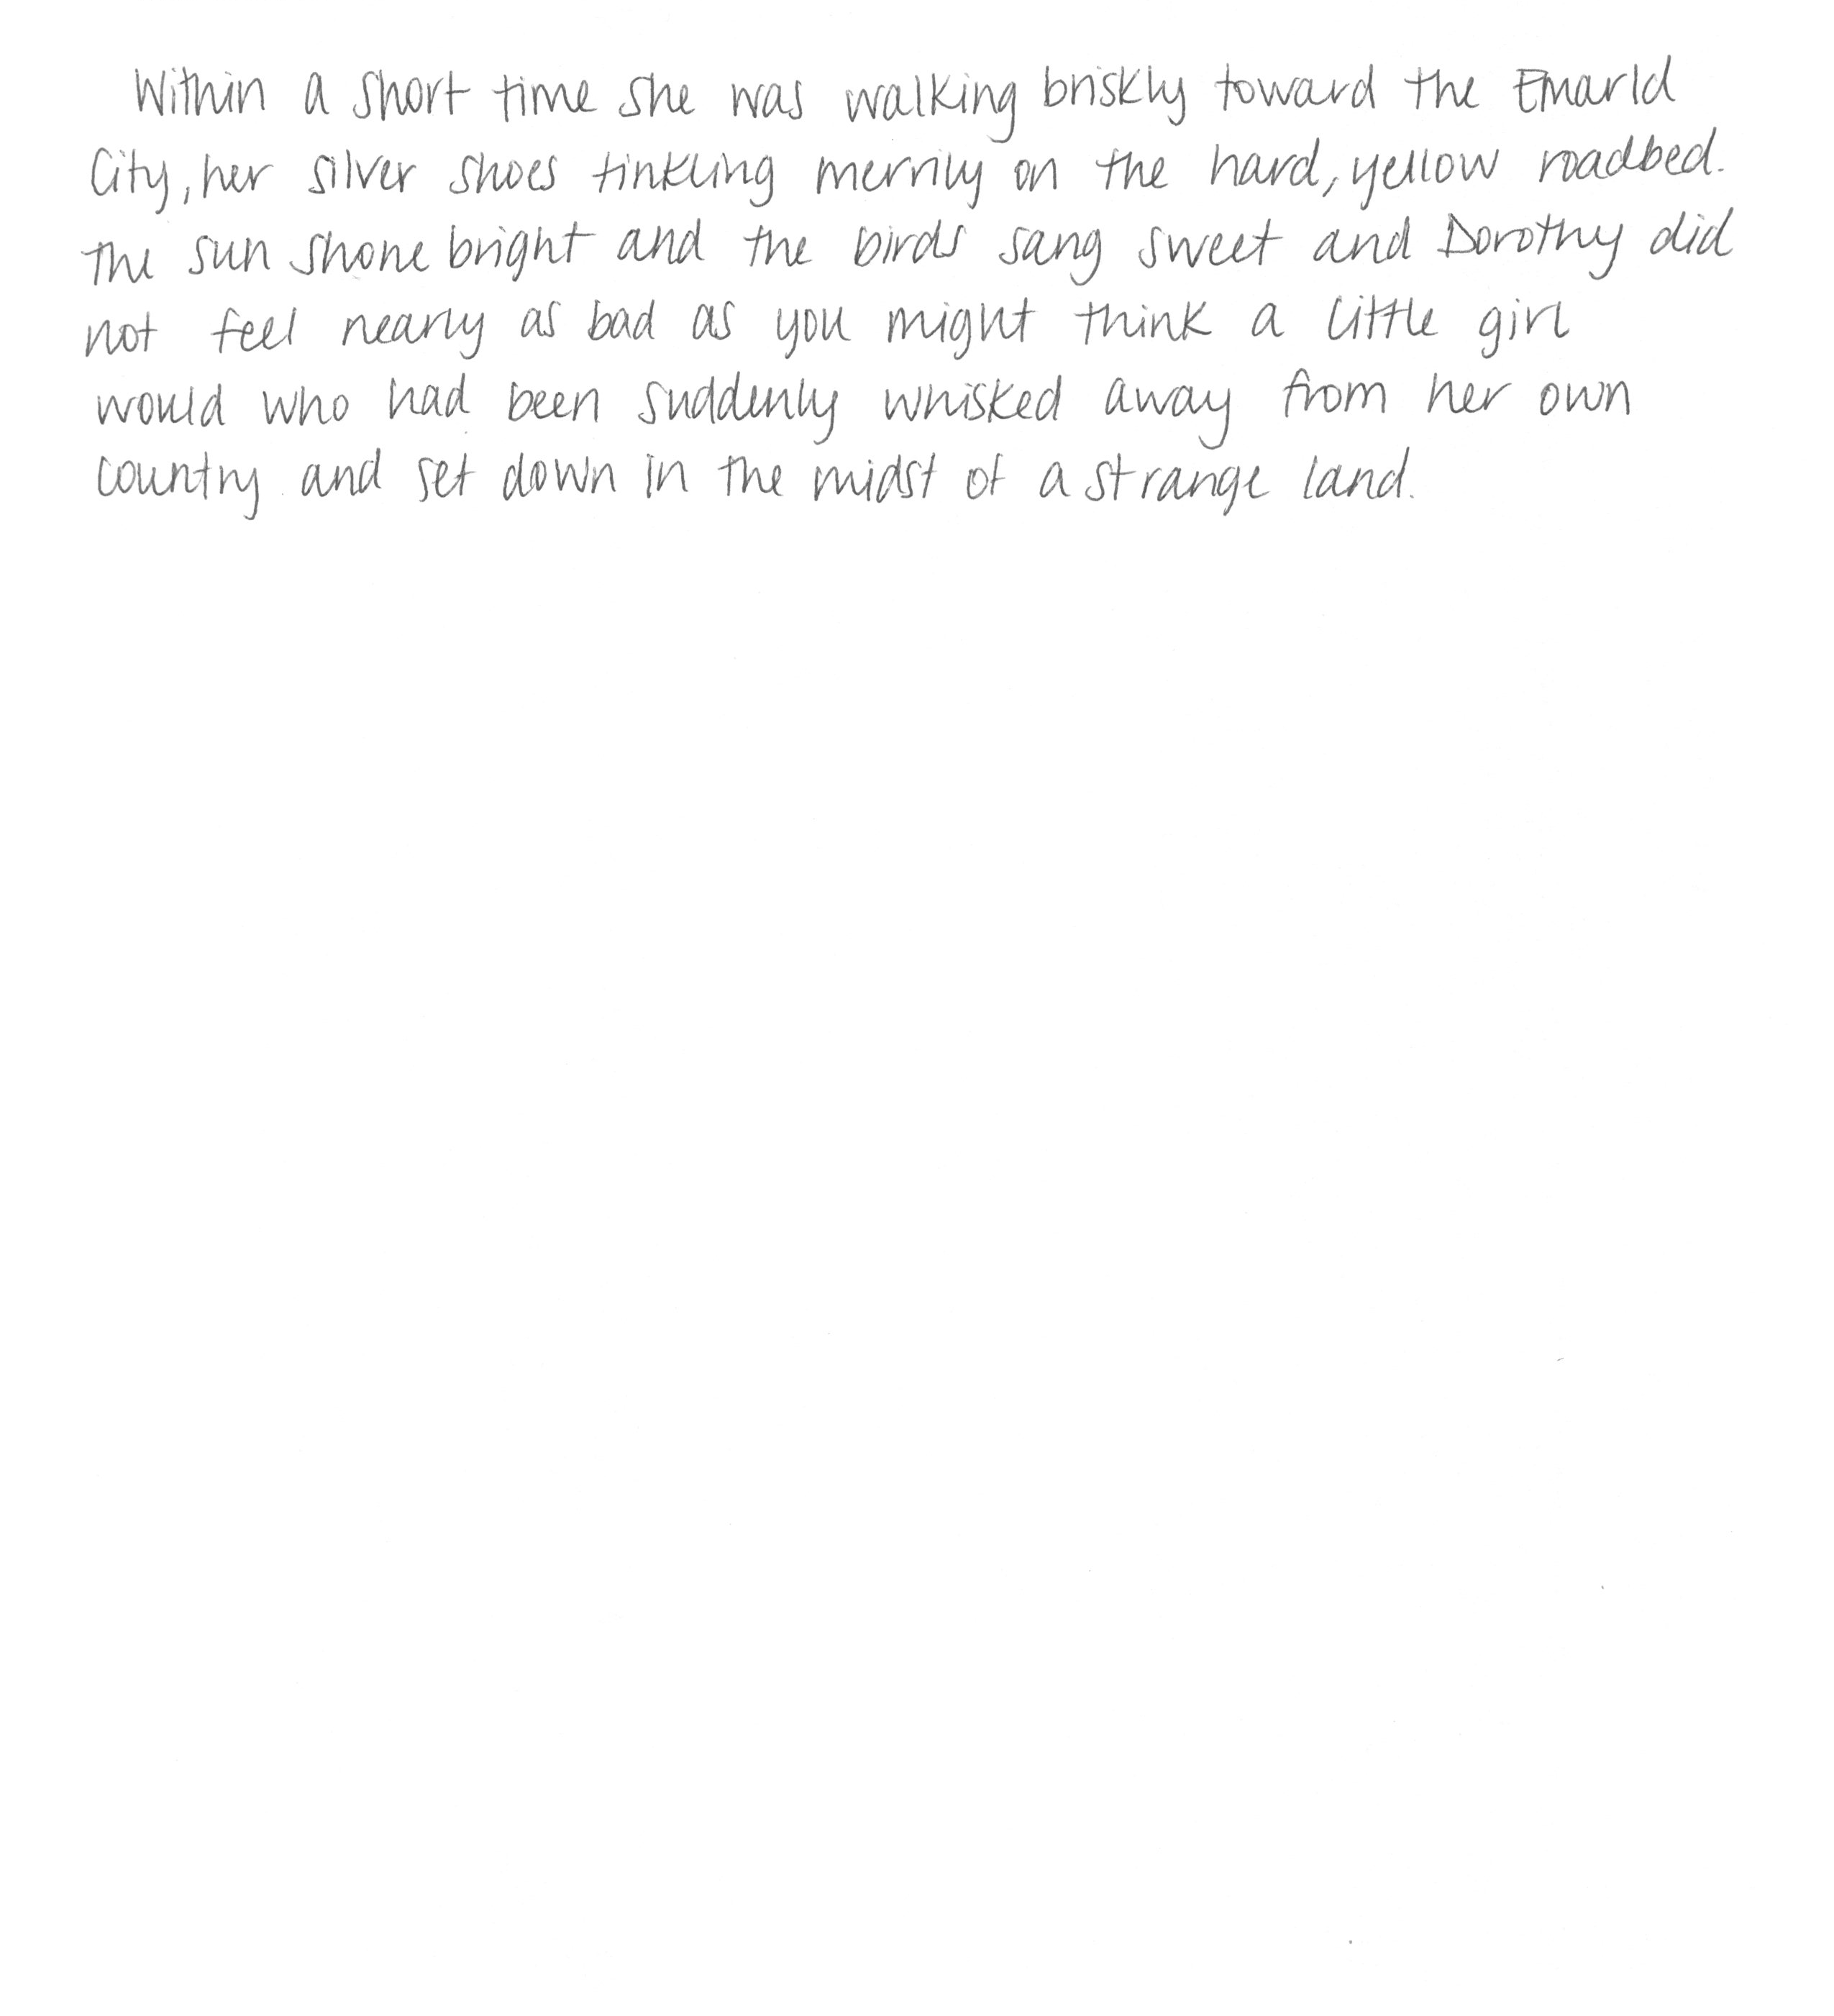 Within a short time she was walking briskly toward the Emarld
City, her silver shoes tinkling merrily on the hard, yellow roadbed.
The sun shone bright and the birds sang sweet and Dorothy did
not feel nearly as bad as you might think a little girl
would who had been suddenly whisked away from her own
country and set down in the midst of a strange land.